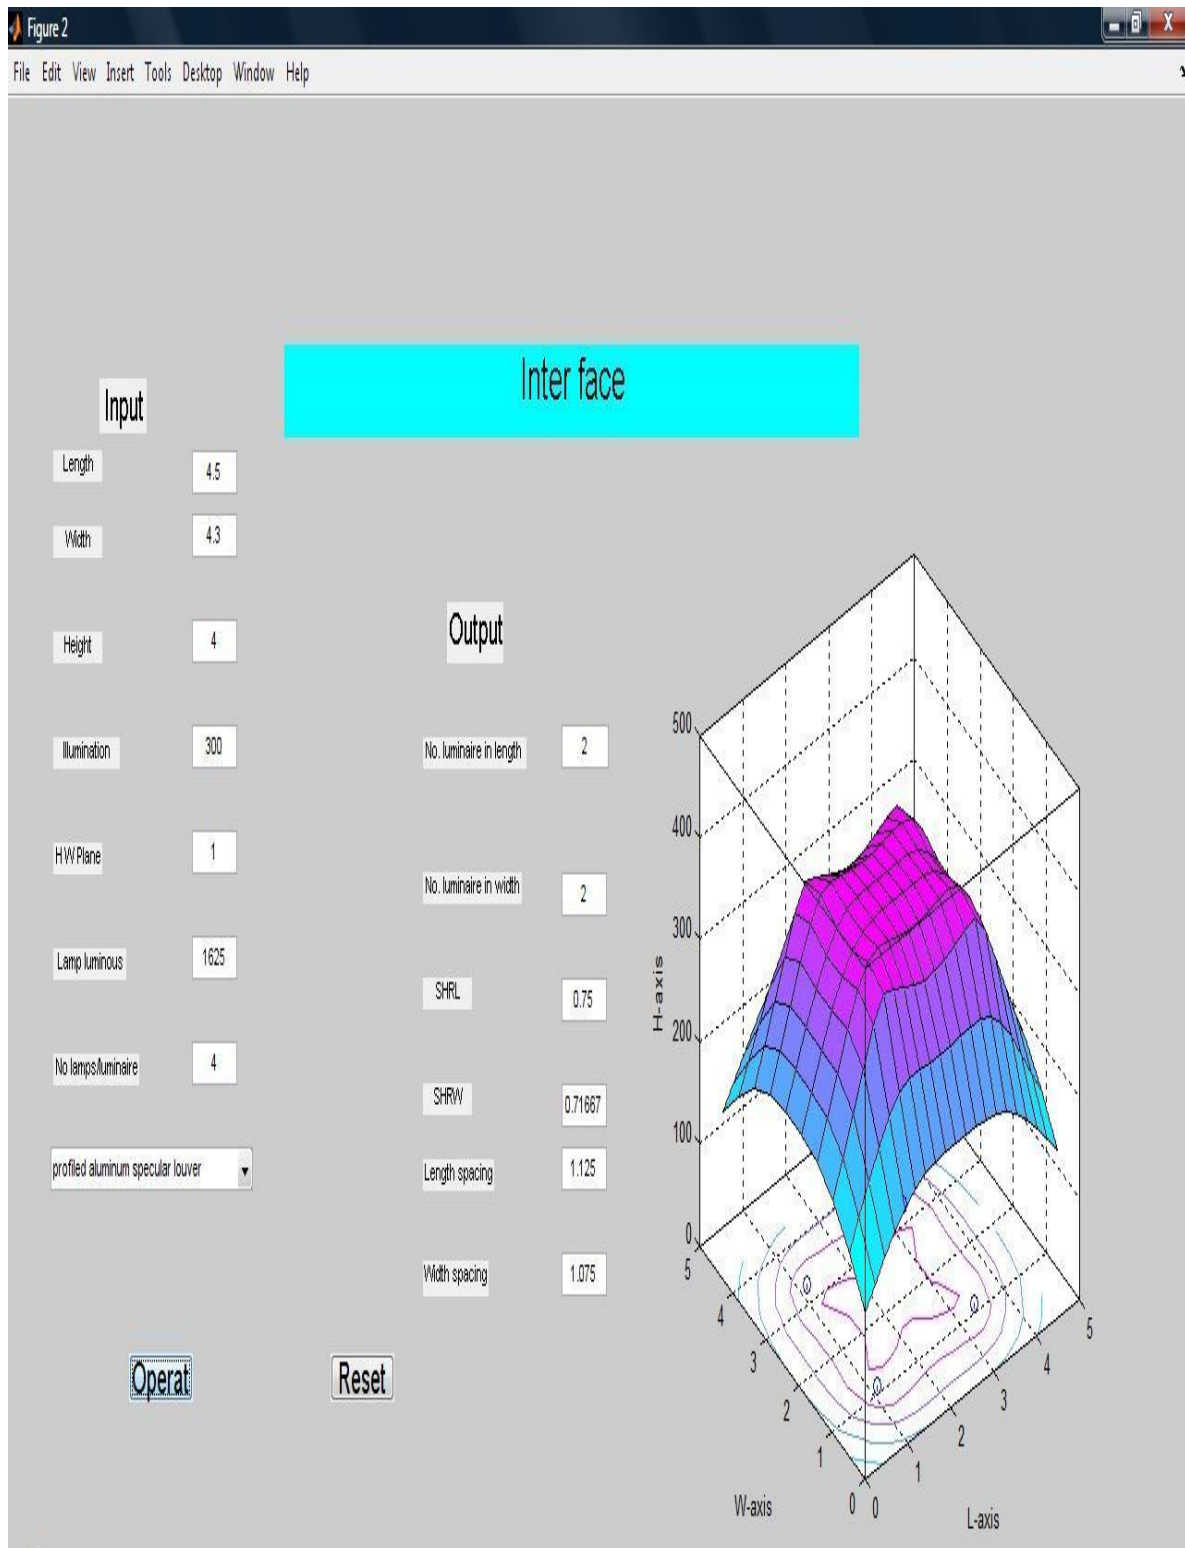 Figure 2
File Edit View Insert Tools Desktop Window Help
Inter face
Input
Length 4.5
Width 4.3
Height 4
Illumination 300
H W Plane 1
Lamp luminous 1625
No lamps/luminaire 4
profiled aluminum specular louver
Operat
Reset
Output
No. luminaire in length 2
No. luminaire in width 2
SHRL 0.75
SHRW 0.71667
Length spacing 1.125
Width spacing 1.075
500
400
300
200
100
0
H-axis
5
4
3
2
1
0
W-axis
0
1
2
3
4
5
L-axis